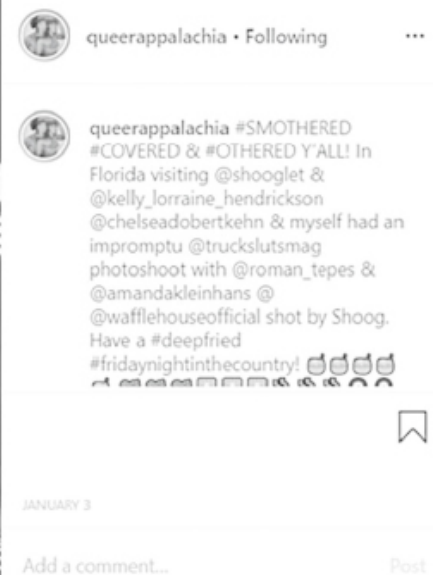 queerappalachia • Following
...
queerappalachia #SMOTHERED
#COVERED & #OTHERED Y'ALL! In
Florida visiting @shooglet &
@kelly_lorraine_hendrickson
@chelseadobertkehn & myself had an
impromptu @truckslutsmag
photoshoot with @roman_tepes &
@amandakleinhans @
@wafflehouseofficial shot by Shoog.
Have a #deepfried
#fridaynightinthecountry!
JANUARY 3
Add a comment... Post